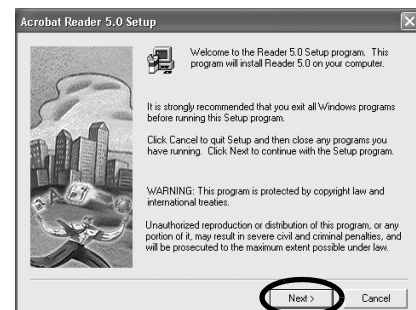 Acrobat Reader 5.0 Setup
Welcome to the Reader 5.0 Setup program. This
program will install Reader 5.0 on your computer.
It is strongly recommended that you exit all Windows programs
before running this Setup program.
Click Cancel to quit Setup and then close any programs you
have running. Click Next to continue with the Setup program.
WARNING: This program is protected by copyright law and
international treaties.
Unauthorized reproduction or distribution of this program, or any
portion of it, may result in severe civil and criminal penalties, and
will be prosecuted to the maximum extent possible under law.
Next >
Cancel